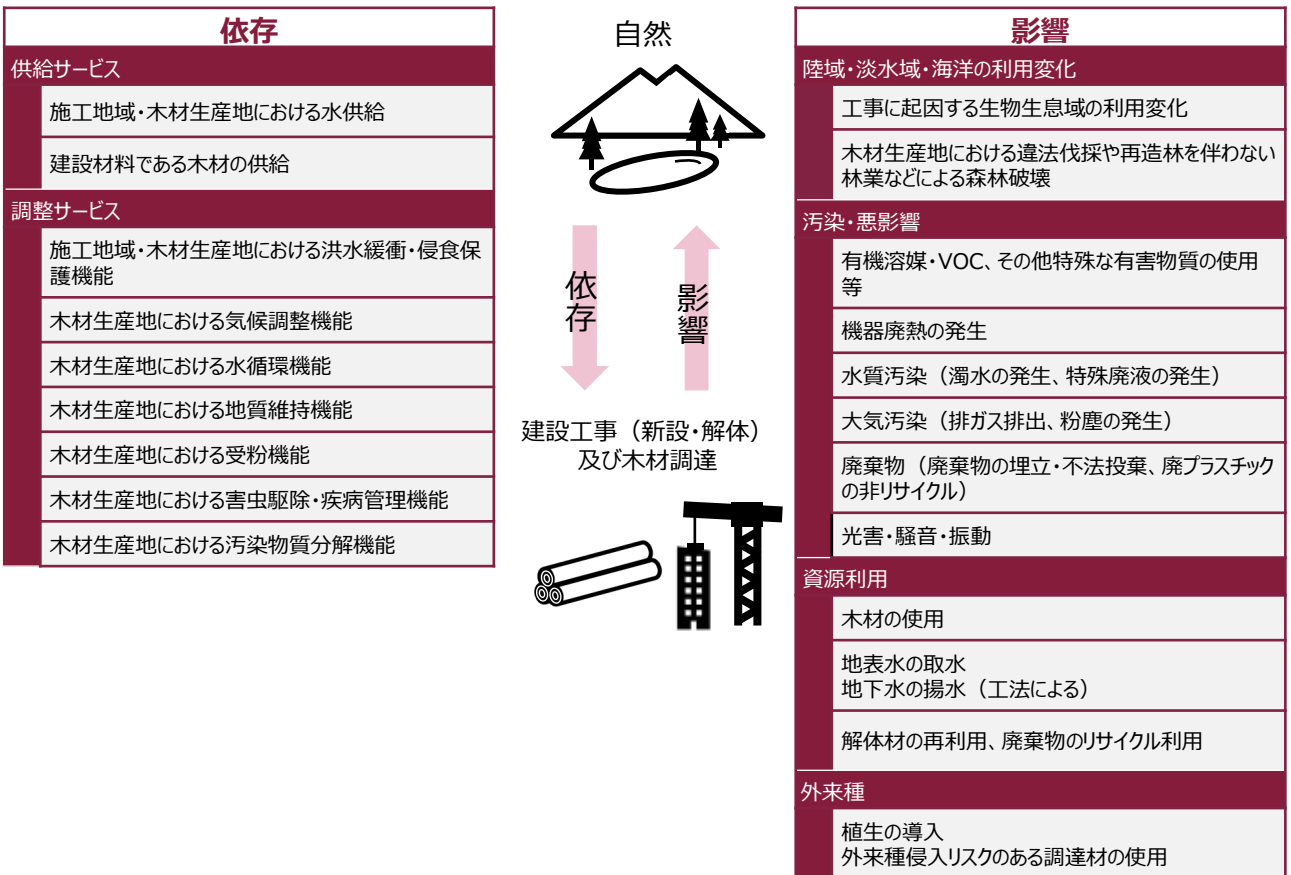 依存
供給サービス
施工地域・木材生産地における水供給
建設材料である木材の供給
調整サービス
施工地域・木材生産地における洪水緩衝・侵食保
護機能
木材生産地における気候調整機能
木材生産地における水循環機能
木材生産地における地質維持機能
木材生産地における受粉機能
木材生産地における害虫駆除・疾病管理機能
木材生産地における汚染物質分解機能
自然
依存
影響
建設工事（新設・解体）
及び木材調達
影響
陸域・淡水域・海洋の利用変化
工事に起因する生物生息域の利用変化
木材生産地における違法伐採や再造林を伴わない
林業などによる森林破壊
汚染・悪影響
有機溶媒・VOC、その他特殊な有害物質の使用
等
機器廃熱の発生
水質汚染（濁水の発生、特殊廃液の発生）
大気汚染（排ガス排出、粉塵の発生）
廃棄物（廃棄物の埋立・不法投棄、廃プラスチック
の非リサイクル）
光害・騒音・振動
資源利用
木材の使用
地表水の取水
地下水の揚水（工法による）
解体材の再利用、廃棄物のリサイクル利用
外来種
植生の導入
外来種侵入リスクのある調達材の使用